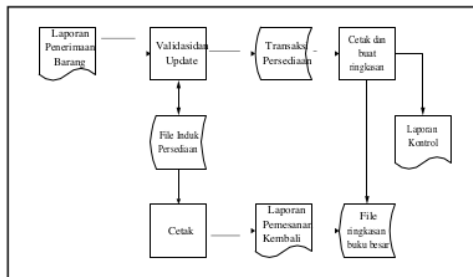 Laporan
Penerimaan
Barang
Validasidan
Update
Transaksi
Persediaan
Cetak dan
buat
ringkasan
Laporan
Kontrol
File Induk
Persediaan
Cetak
Laporan
Pemesanan
Kembali
File
ringkasan
buku besar